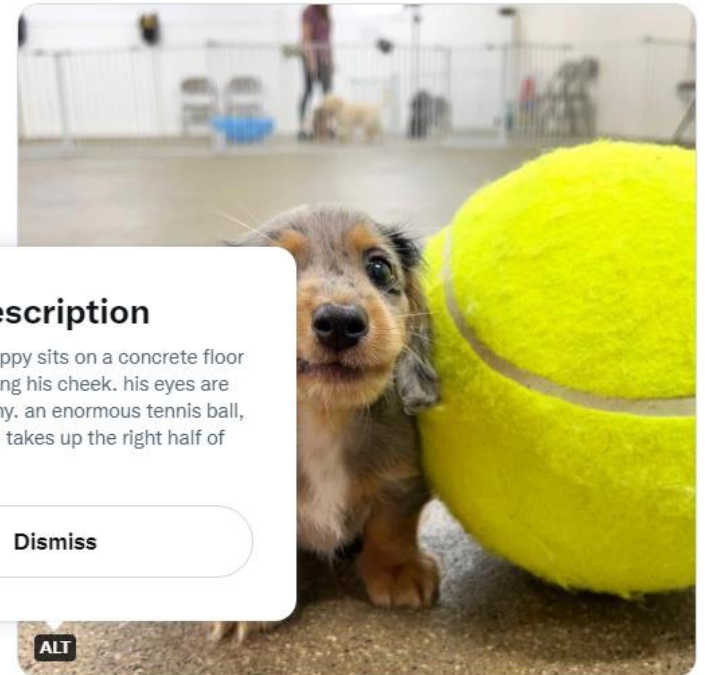 escription
ppy sits on a concrete floor
ng his cheek. his eyes are
ny. an enormous tennis ball,
takes up the right half of
Dismiss
ALT